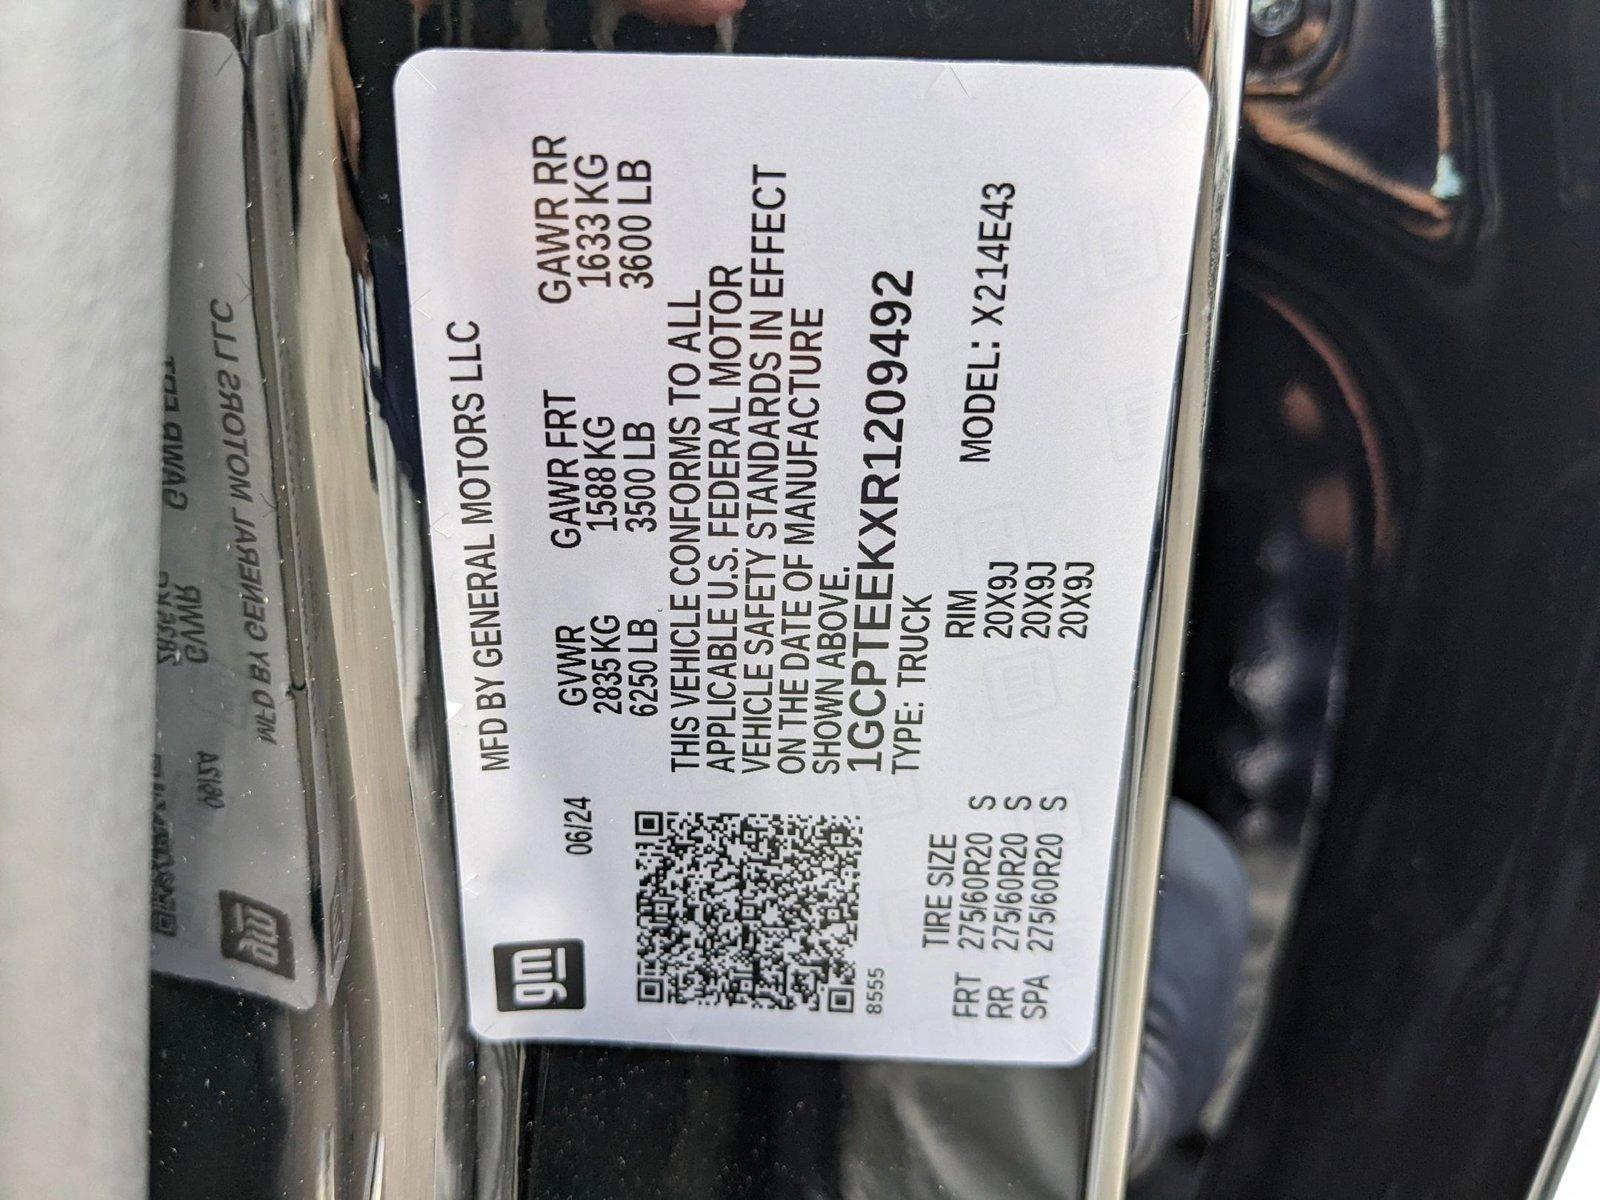 gm
MFD BY GENERAL MOTORS LLC
06/24
GVWR GAWR FRT GAWR RR
2835 KG 1588 KG 1633 KG
6250 LB 3500 LB 3600 LB
THIS VEHICLE CONFORMS TO ALL
APPLICABLE U.S. FEDERAL MOTOR
VEHICLE SAFETY STANDARDS IN EFFECT
ON THE DATE OF MANUFACTURE
SHOWN ABOVE.
1GCPTEEKXR1209492
8555
TYPE: TRUCK
TIRE SIZE RIM MODEL: X214E43
FRT 275/60R20 S 20X9J
RR 275/60R20 S 20X9J
SPA 275/60R20 S 20X9J